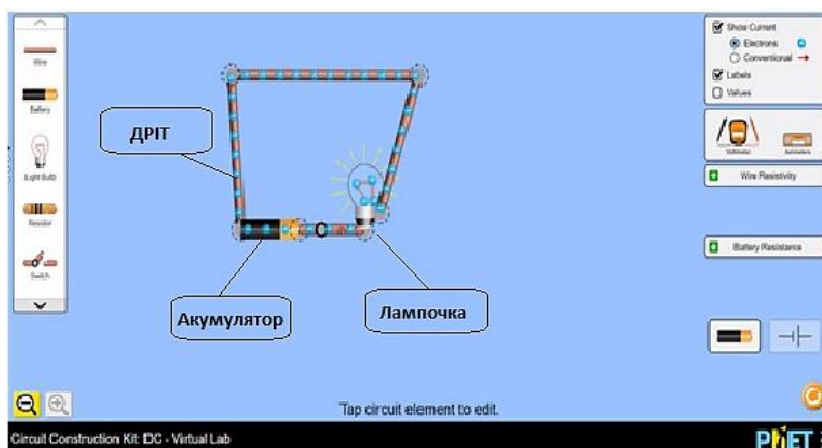 Wire
Battery
Light Bulb
Resistor
Switch
ДРІТ
Акумулятор
Лампочка
Show Current
Electrons
Conventional
Labels
Values
Voltmeter
Ammeters
Wire Resistivity
Battery Resistance
Tap circuit element to edit.
Circuit Construction Kit: DC - Virtual Lab
PhET